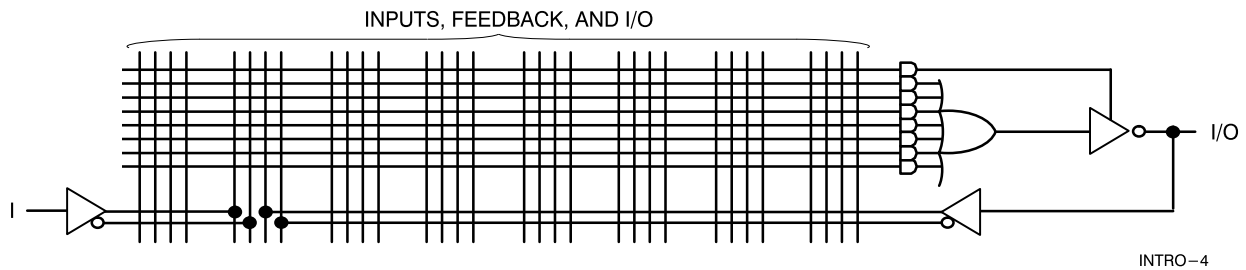 INPUTS, FEEDBACK, AND I/O
I/O
I
INTRO–4